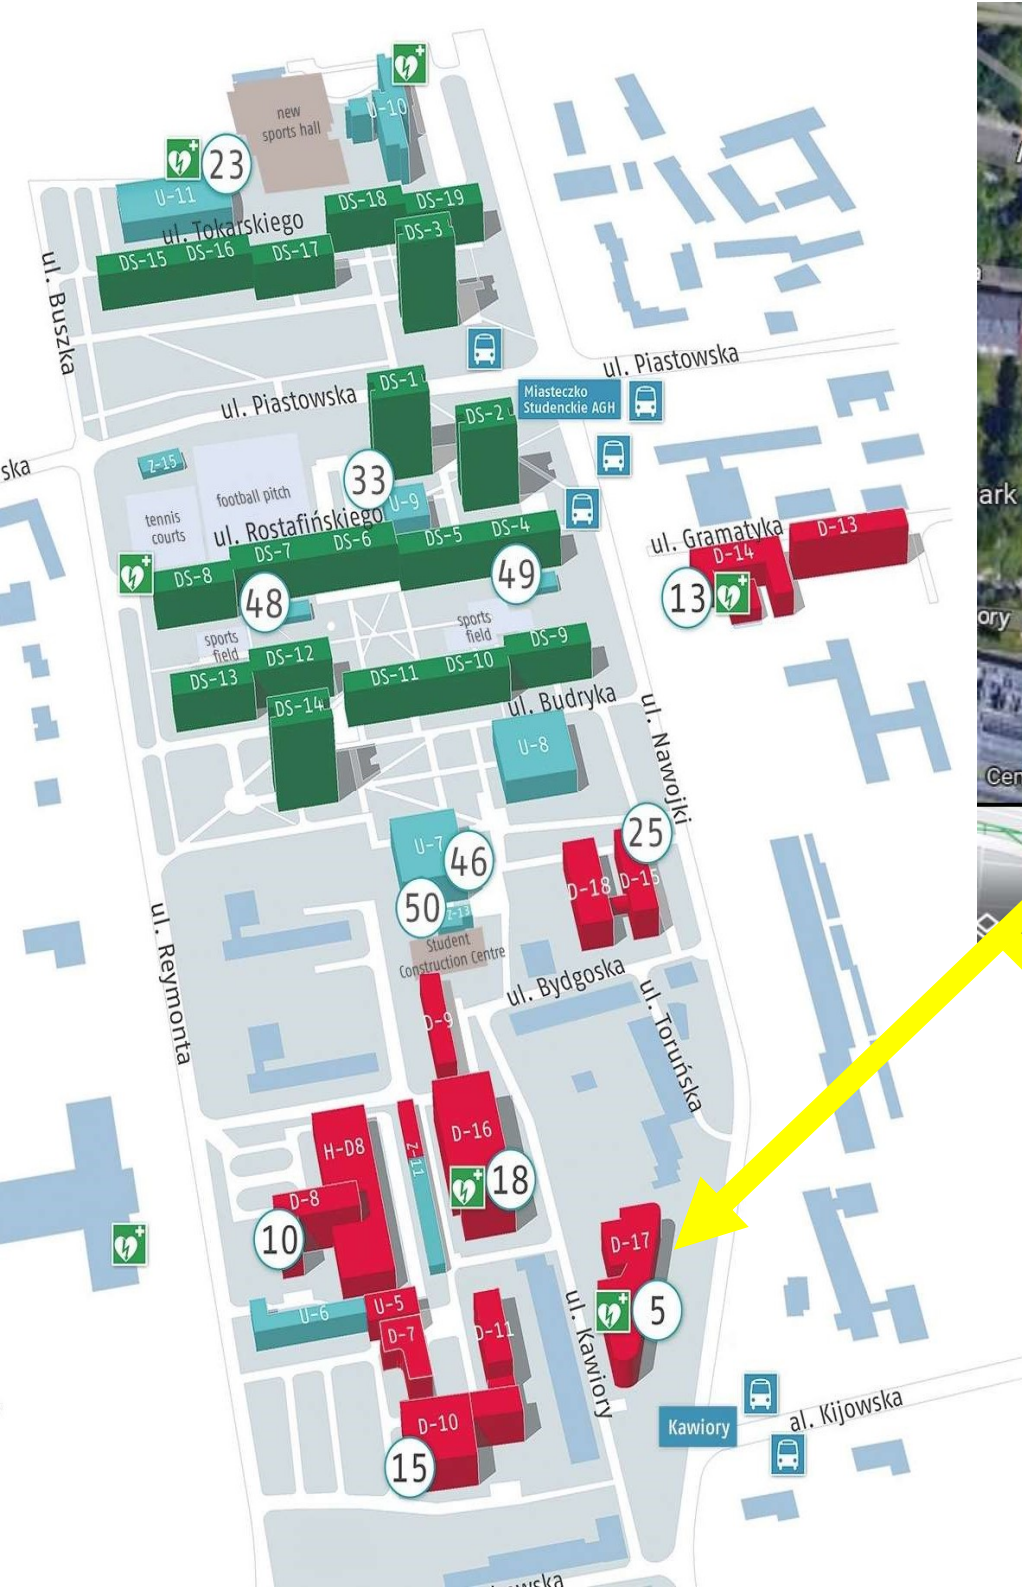 new
sports hall
U-10
23
U-11
DS-18
DS-19
ul. Tokarskiego
DS-3
DS-15
DS-16
DS-17
ul. Buszka
ul. Piastowska
ul. Piastowska
Miasteczko
Studenckie AGH
DS-1
DS-2
Z-15
ska
33
football pitch
U-9
tennis
courts
ul. Rostafińskiego
ul. Gramatyka
D-13
D-14
DS-7
DS-6
DS-5
DS-4
DS-8
48
49
13
sports
field
sports
field
DS-9
DS-12
DS-13
DS-11
DS-10
DS-14
ul. Budryka
ul. Nawojki
U-8
U-7
46
25
50
D-18
D-15
Z-13
Student
Construction Centre
ul. Reymonta
ul. Bydgoska
ul. Toruńska
D-9
D-16
H-D8
Z-11
18
D-8
10
D-17
5
U-6
U-5
D-7
D-11
ul. Kawiory
Kawiory
al. Kijowska
D-10
15
ark
ory
Cen